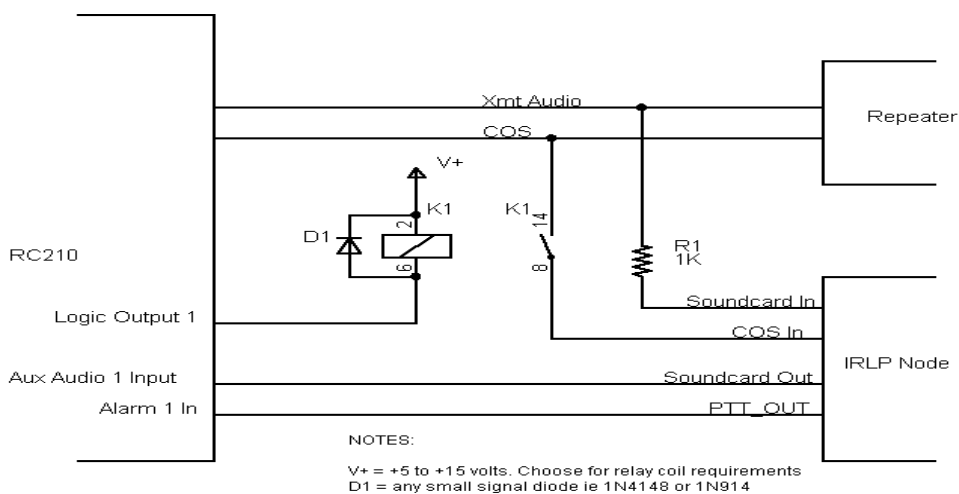 Xmt Audio
Repeater
COS
V+
K1
K1
14
2
D1
R1
1K
RC210
6
8
Soundcard In
Logic Output 1
COS In
IRLP Node
Aux Audio 1 Input
Soundcard Out
Alarm 1 In
PTT_OUT
NOTES:
V+ = +5 to +15 volts. Choose for relay coil requirements
D1 = any small signal diode ie 1N4148 or 1N914